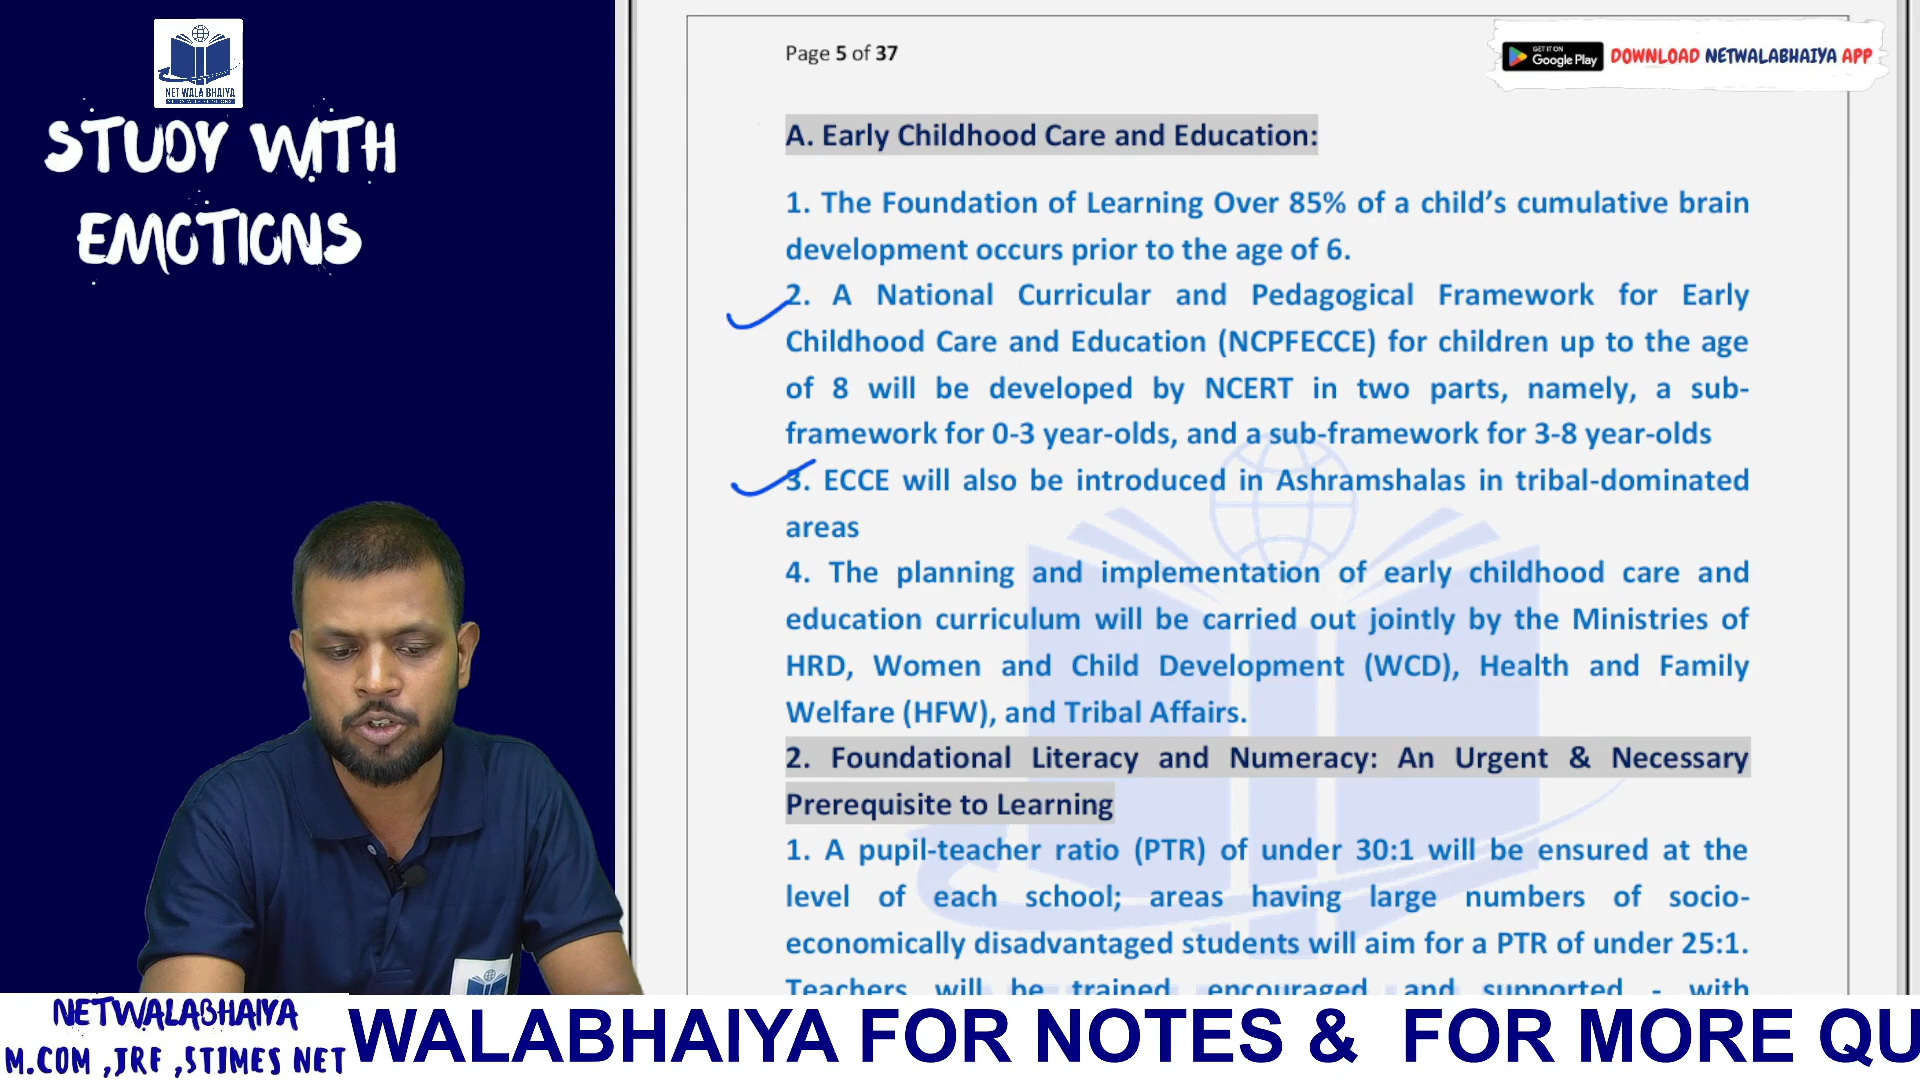 NET WALA BHAIYA
STUDY WITH
EMOTIONS
Page 5 of 37
GET IT ON
Google Play
DOWNLOAD NETWALABHAIYA APP
A. Early Childhood Care and Education:
1. The Foundation of Learning Over 85% of a child’s cumulative brain
development occurs prior to the age of 6.
2. A National Curricular and Pedagogical Framework for Early
Childhood Care and Education (NCPFECCE) for children up to the age
of 8 will be developed by NCERT in two parts, namely, a sub-
framework for 0-3 year-olds, and a sub-framework for 3-8 year-olds
3. ECCE will also be introduced in Ashramshalas in tribal-dominated
areas
4. The planning and implementation of early childhood care and
education curriculum will be carried out jointly by the Ministries of
HRD, Women and Child Development (WCD), Health and Family
Welfare (HFW), and Tribal Affairs.
2. Foundational Literacy and Numeracy: An Urgent & Necessary
Prerequisite to Learning
1. A pupil-teacher ratio (PTR) of under 30:1 will be ensured at the
level of each school; areas having large numbers of socio-
economically disadvantaged students will aim for a PTR of under 25:1.
Teachers will be trained, encouraged, and supported - with
NETWALABHAIYA
M.COM ,JRF ,5TIMES NET
WALABHAIYA FOR NOTES & FOR MORE QU